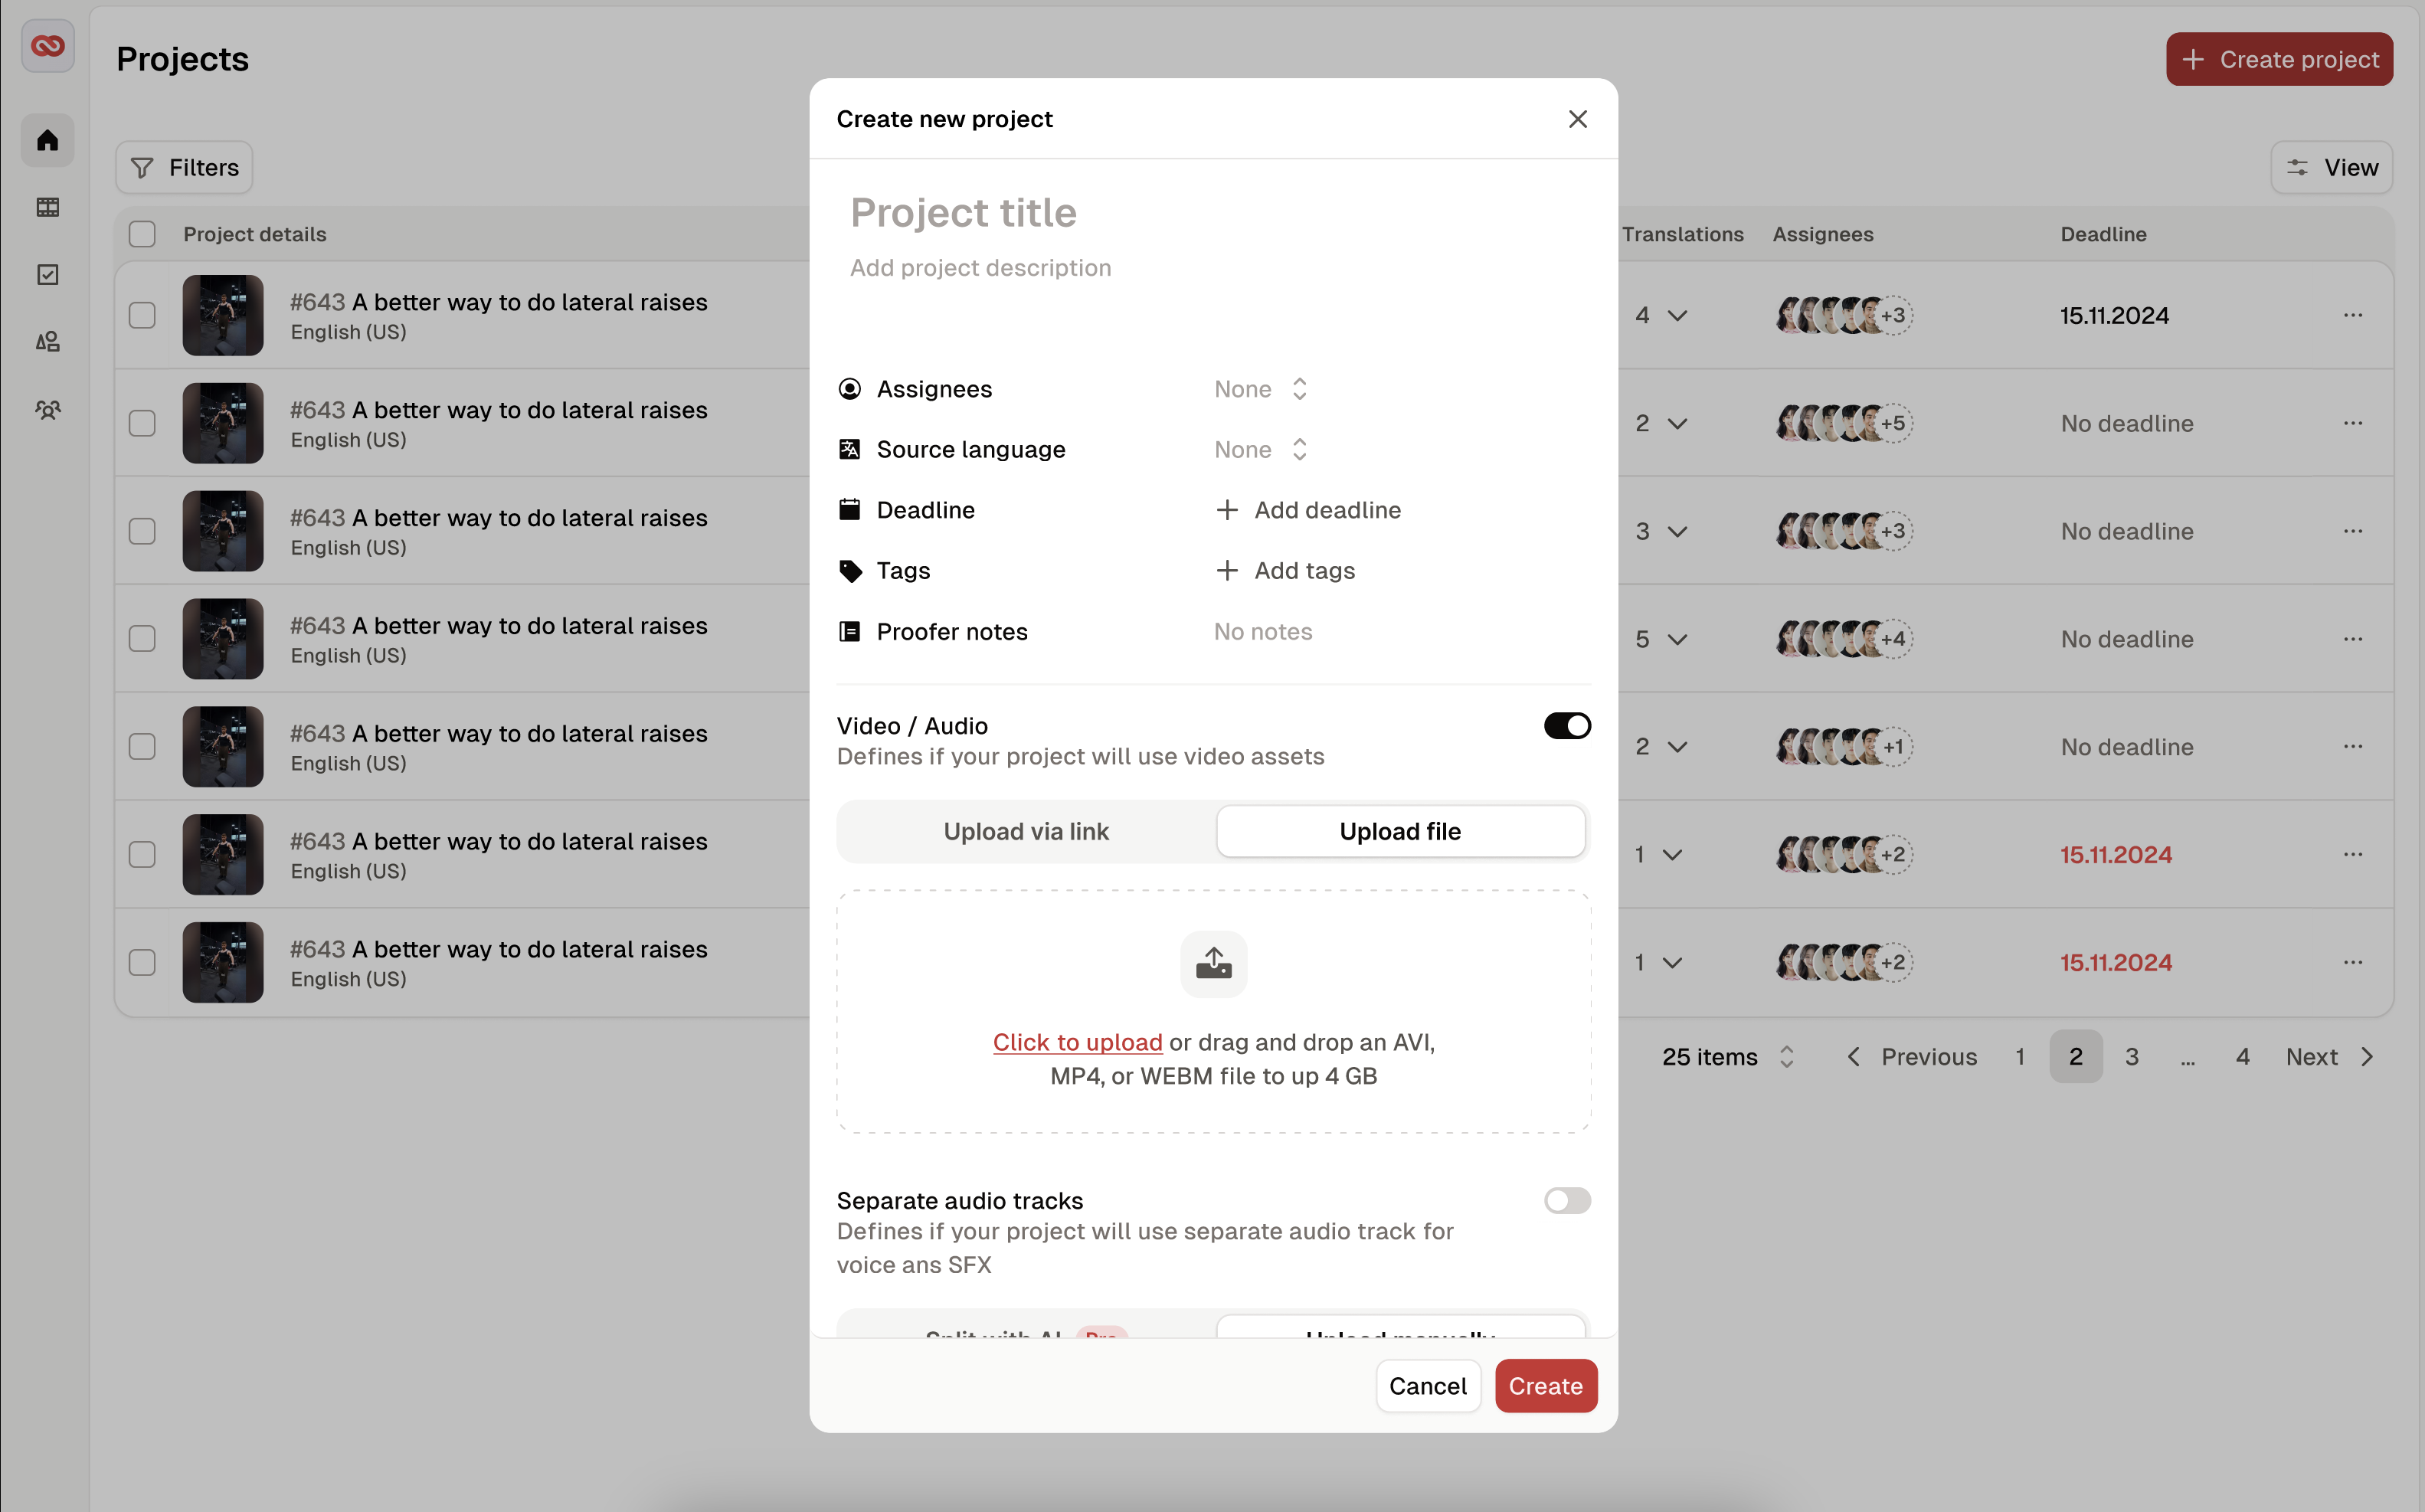 Projects
Create project
Filters
View
Project details
Translations
Assignees
Deadline
#643 A better way to do lateral raises
English (US)
4
+3
15.11.2024
#643 A better way to do lateral raises
English (US)
2
+5
No deadline
#643 A better way to do lateral raises
English (US)
3
+3
No deadline
#643 A better way to do lateral raises
English (US)
5
+4
No deadline
#643 A better way to do lateral raises
English (US)
2
+1
No deadline
#643 A better way to do lateral raises
English (US)
1
+2
15.11.2024
#643 A better way to do lateral raises
English (US)
1
+2
15.11.2024
25 items
Previous
1
2
3
...
4
Next
Create new project
Project title
Add project description
Assignees
None
Source language
None
Deadline
Add deadline
Tags
Add tags
Proofer notes
No notes
Video / Audio
Defines if your project will use video assets
Upload via link
Upload file
Click to upload or drag and drop an AVI,
MP4, or WEBM file to up 4 GB
Separate audio tracks
Defines if your project will use separate audio track for
voice ans SFX
Split with AI
Pro
Upload manually
Cancel
Create